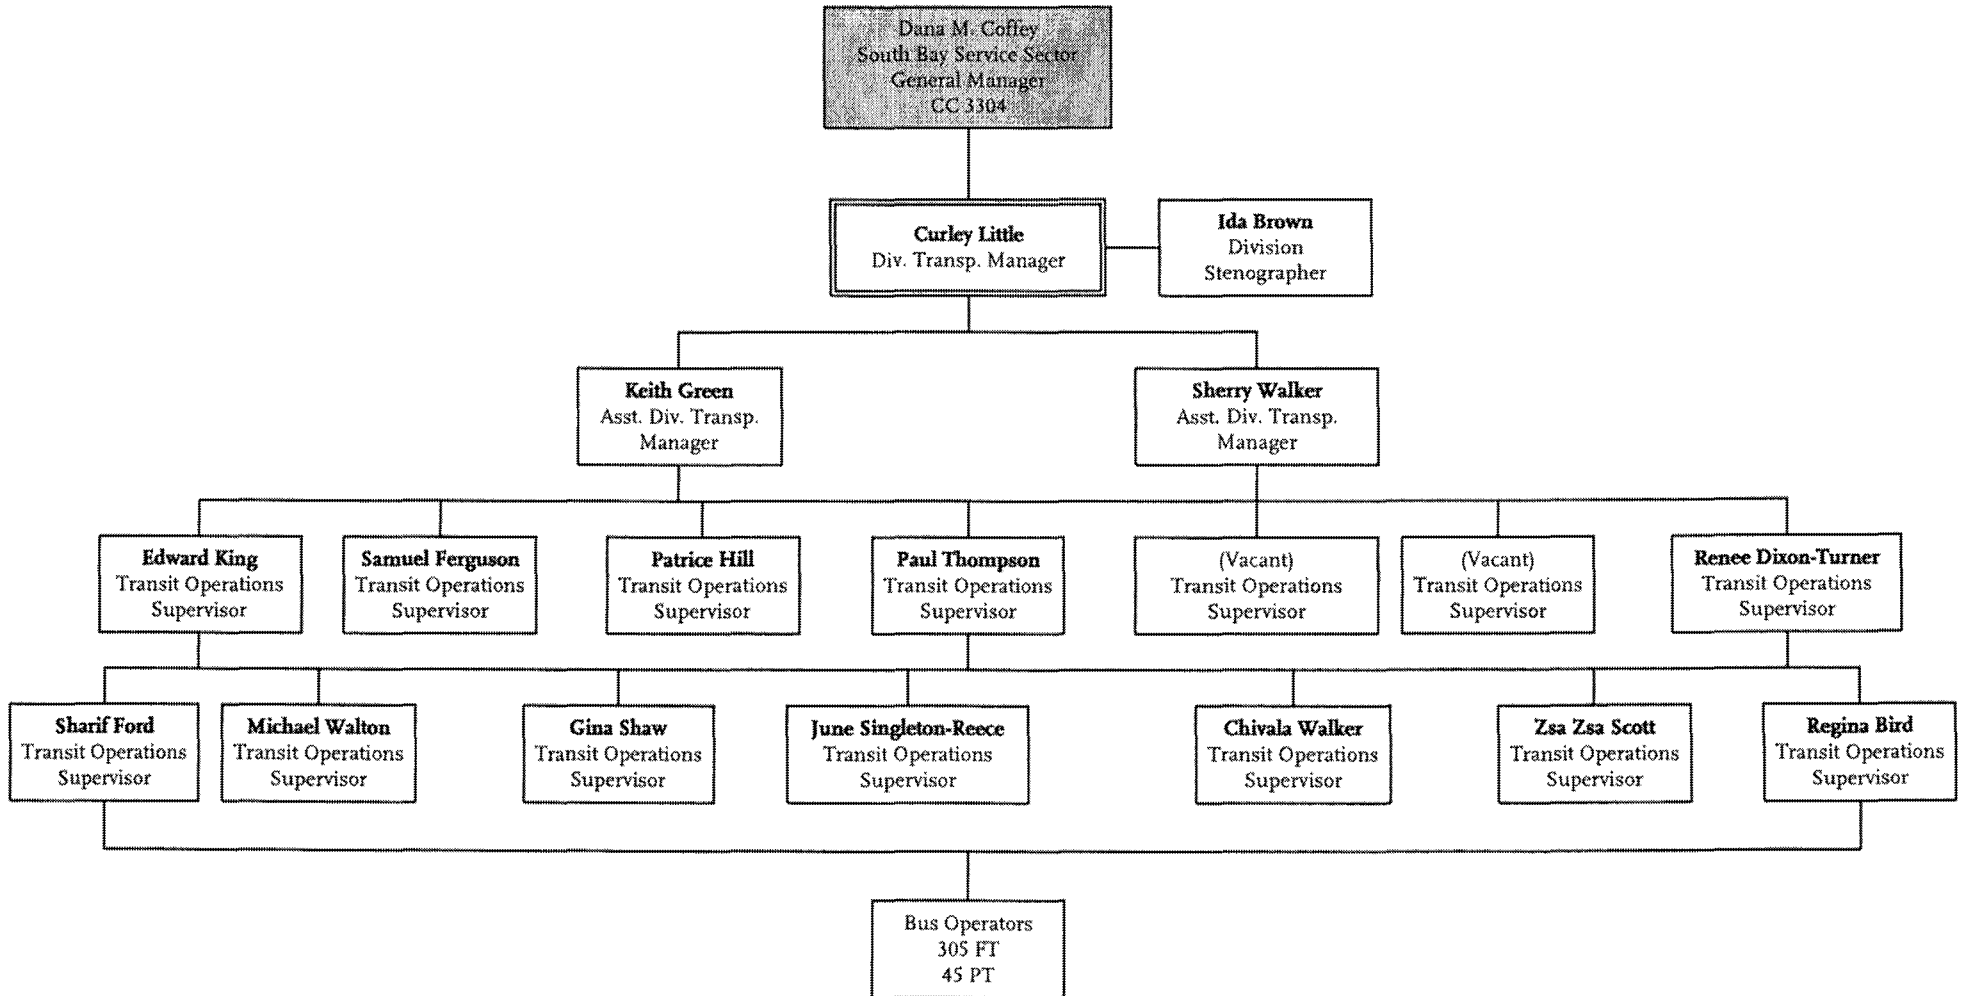 Dana M. Coffey
South Bay Service Sector
General Manager
CC 3304
Curley Little
Div. Transp. Manager
Ida Brown
Division
Stenographer
Keith Green
Asst. Div. Transp.
Manager
Sherry Walker
Asst. Div. Transp.
Manager
Edward King
Transit Operations
Supervisor
Samuel Ferguson
Transit Operations
Supervisor
Patrice Hill
Transit Operations
Supervisor
Paul Thompson
Transit Operations
Supervisor
(Vacant)
Transit Operations
Supervisor
(Vacant)
Transit Operations
Supervisor
Renee Dixon-Turner
Transit Operations
Supervisor
Sharif Ford
Transit Operations
Supervisor
Michael Walton
Transit Operations
Supervisor
Gina Shaw
Transit Operations
Supervisor
June Singleton-Reece
Transit Operations
Supervisor
Chivala Walker
Transit Operations
Supervisor
Zsa Zsa Scott
Transit Operations
Supervisor
Regina Bird
Transit Operations
Supervisor
Bus Operators
305 FT
45 PT